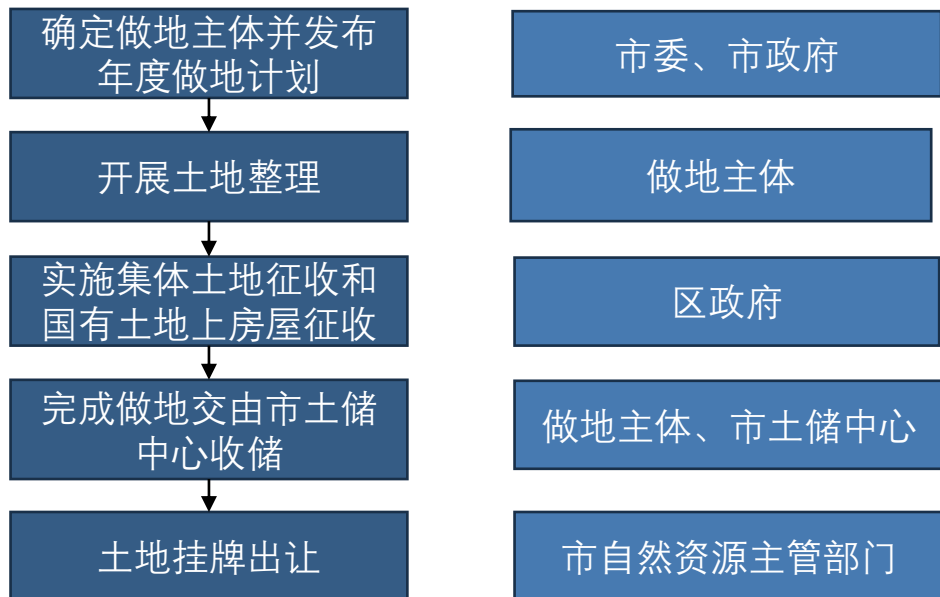 确定做地主体并发布
年度做地计划
市委、市政府
开展土地整理
做地主体
实施集体土地征收和
国有土地上房屋征收
区政府
完成做地交由市土储
中心收储
做地主体、市土储中心
土地挂牌出让
市自然资源主管部门